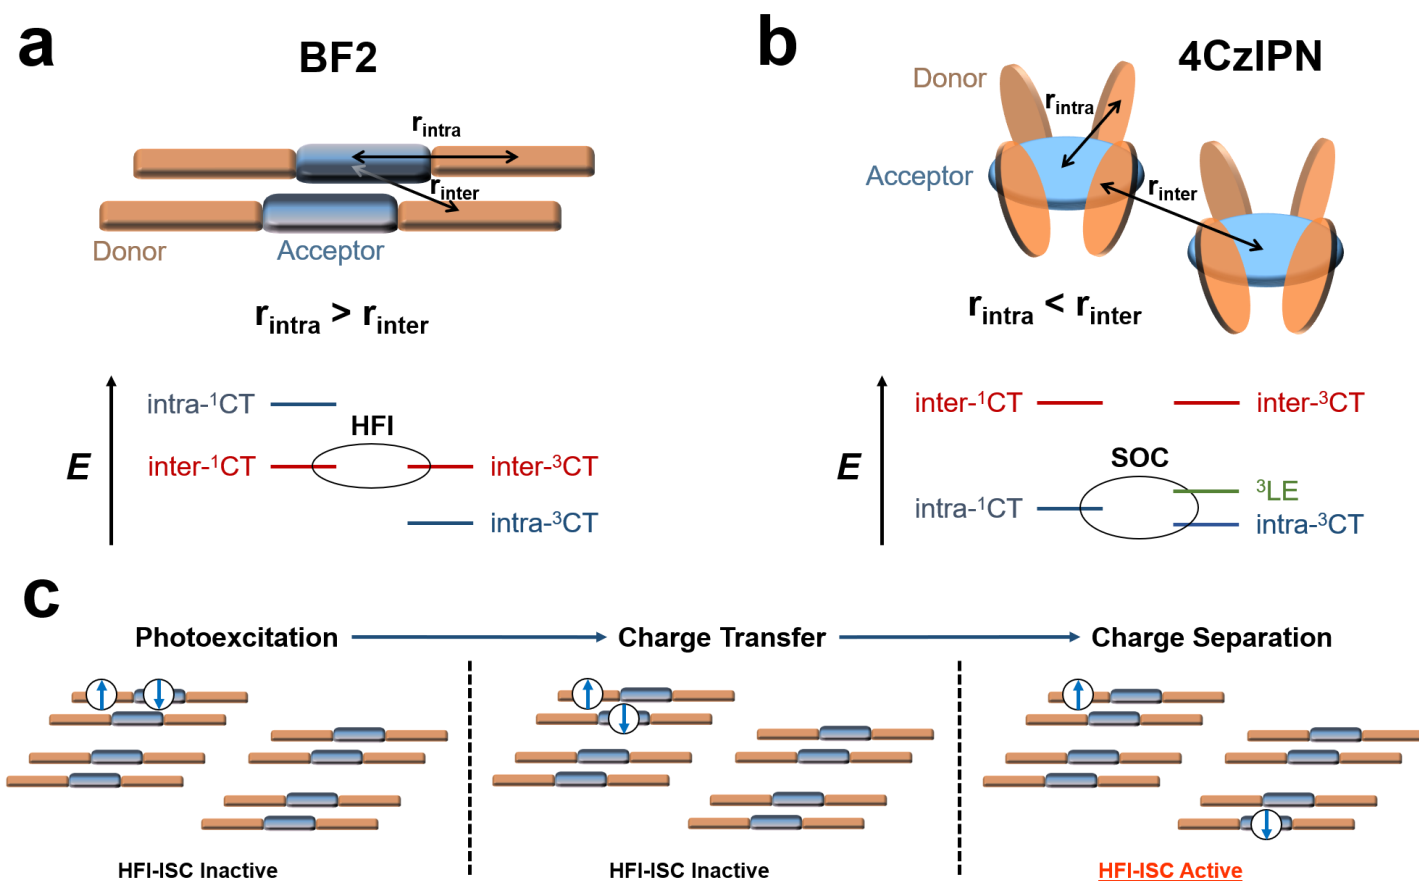 a
BF2
r intra
r inter
Donor
Acceptor
r intra > r inter
E
intra-¹CT
HFI
inter-¹CT
inter-³CT
intra-³CT
b
4CzIPN
Donor
r intra
Acceptor
r inter
r intra < r inter
E
inter-¹CT
inter-³CT
SOC
³LE
intra-¹CT
intra-³CT
c
Photoexcitation
Charge Transfer
Charge Separation
HFI-ISC Inactive
HFI-ISC Inactive
HFI-ISC Active